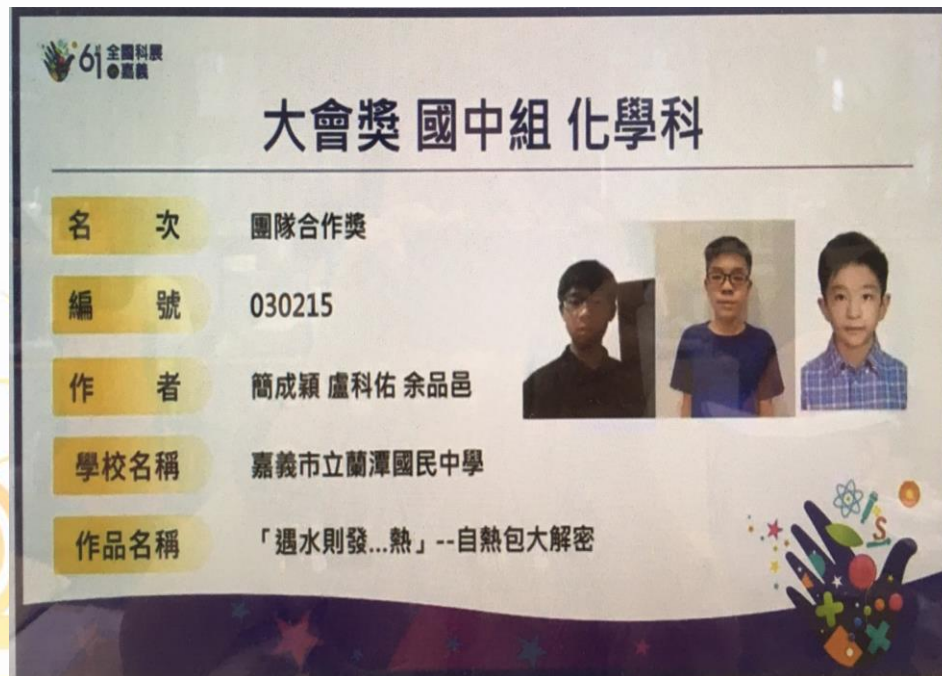 61 全國科展
嘉義
大會獎 國中組 化學科
名 次 團隊合作獎
編 號 030215
作 者 簡成穎 盧科佑 余品邑
學校名稱 嘉義市立蘭潭國民中學
作品名稱 「遇水則發...熱」--自熱包大解密